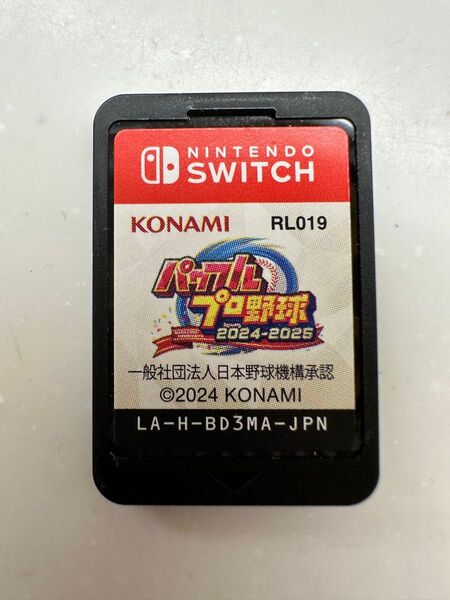 NINTENDO
SWITCH
KONAMI RL019
パワフル
プロ野球
2024-2025
一般社団法人日本野球機構承認
©2024 KONAMI
LA-H-BD3MA-JPN